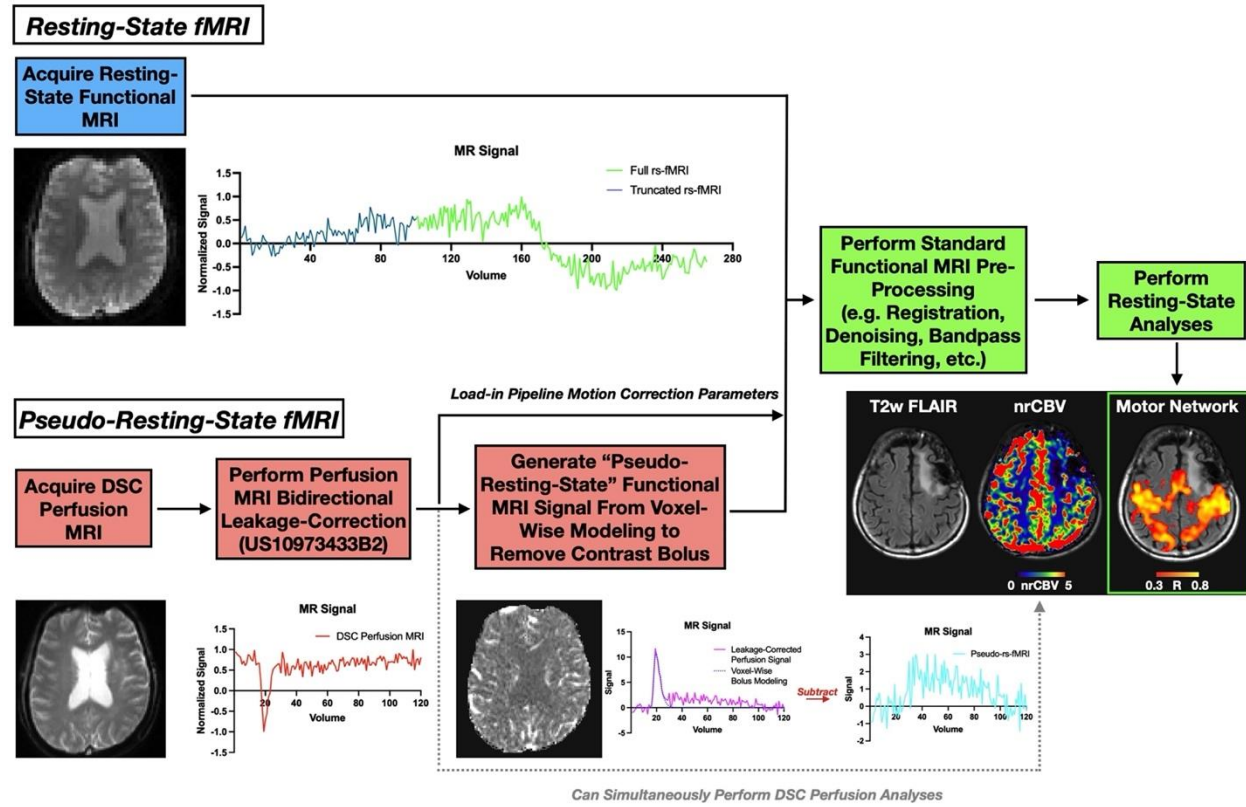 Resting-State fMRI
Acquire Resting-
State Functional
MRI
MR Signal
Full rs-fMRI
Truncated rs-fMRI
Normalized Signal
1.5
1.0
0.5
0.0
-0.5
-1.0
-1.5
40
80
120
160
200
240
280
Volume
Perform Standard
Functional MRI Pre-
Processing
(e.g. Registration,
Denoising, Bandpass
Filtering, etc.)
Perform
Resting-State
Analyses
Load-in Pipeline Motion Correction Parameters
Pseudo-Resting-State fMRI
Acquire DSC
Perfusion
MRI
Perform Perfusion
MRI Bidirectional
Leakage-Correction
(US10973433B2)
Generate “Pseudo-
Resting-State” Functional
MRI Signal From Voxel-
Wise Modeling to
Remove Contrast Bolus
T2w FLAIR
nrCBV
Motor Network
0 nrCBV 5
0.3 R 0.8
MR Signal
DSC Perfusion MRI
Normalized Signal
1.5
1.0
0.5
0.0
-0.5
-1.0
-1.5
20
40
60
80
100
120
Volume
MR Signal
Leakage-Corrected
Perfusion Signal
Voxel-Wise
Bolus Modeling
Signal
15
10
5
0
-5
20
40
60
80
100
120
Volume
Subtract
MR Signal
Pseudo-rs-fMRI
Signal
4
3
2
1
0
-1
-2
20
40
60
80
100
120
Volume
Can Simultaneously Perform DSC Perfusion Analyses